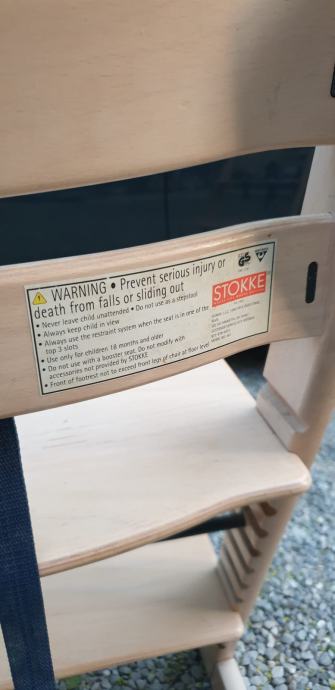 ⚠ WARNING • Prevent serious injury or
death from falls or sliding out
• Never leave child unattended • Do not use as a stepstool
• Always keep child in view
• Always use the restraint system when the seat is in one of the
top 3 slots
• Use only for children 18 months and older
• Do not use with a booster seat. Do not modify with
accessories not provided by STOKKE
• Front of footrest not to exceed front legs of chair at floor level
GS
STOKKE